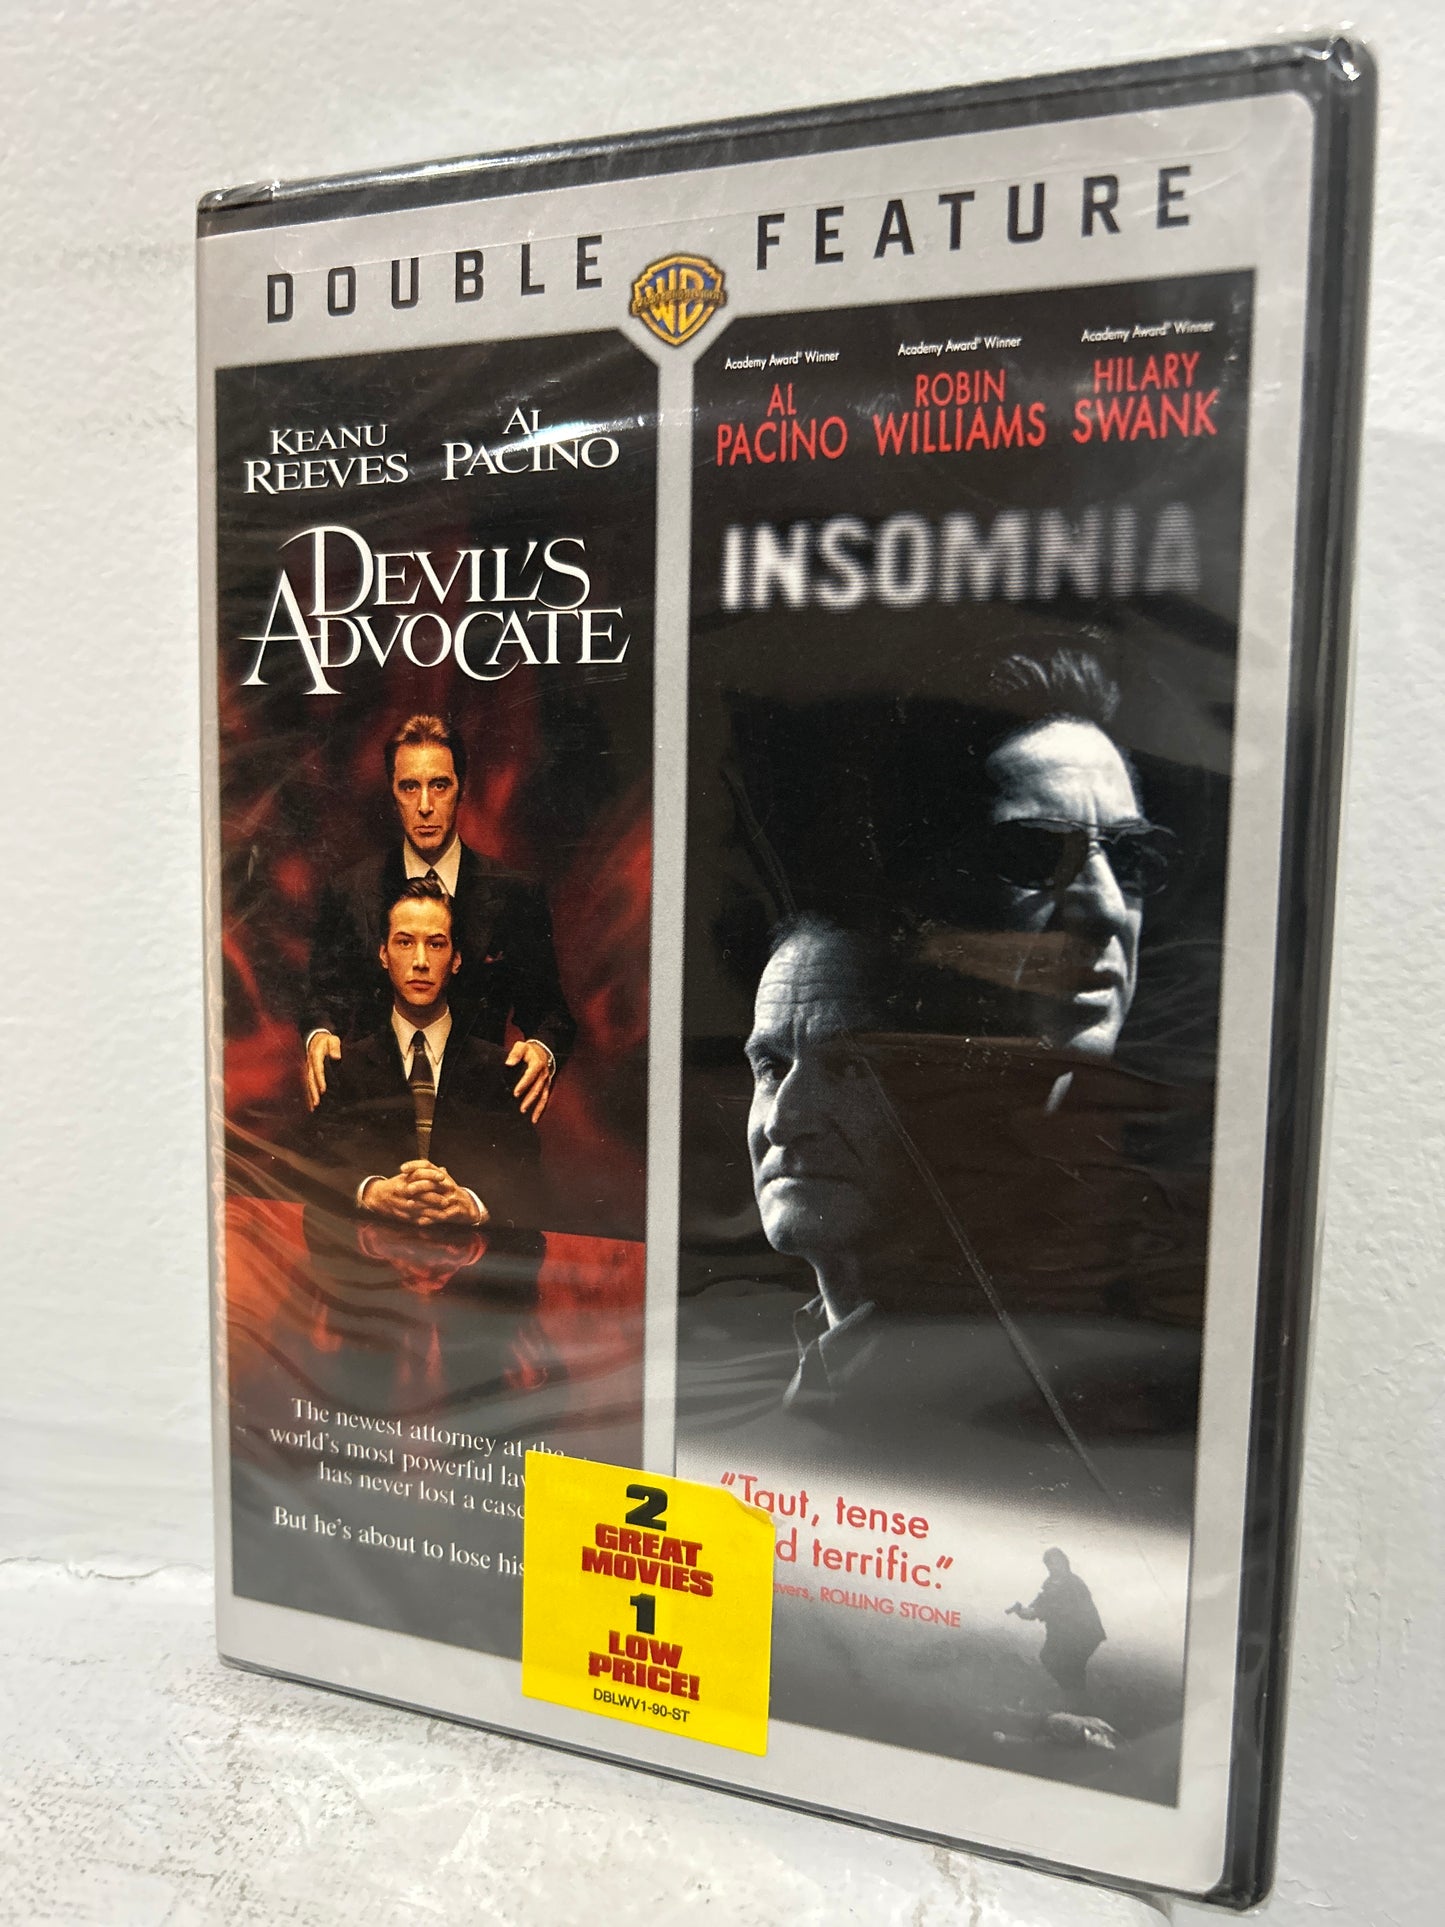 DOUBLE FEATURE
WB
KEANU
REEVES
AL
PACINO
DEVIL'S
ADVOCATE
The newest attorney at the
world's most powerful
has never lost a case
But he's about to lose his
Academy Award® Winner
AL
PACINO
Academy Award® Winner
ROBIN
WILLIAMS
Academy Award® Winner
HILARY
SWANK
INSOMNIA
"Taut, tense
terrific."
ROLLING STONE
2
GREAT
MOVIES
1
LOW
PRICE!
DBLWV1-90-ST